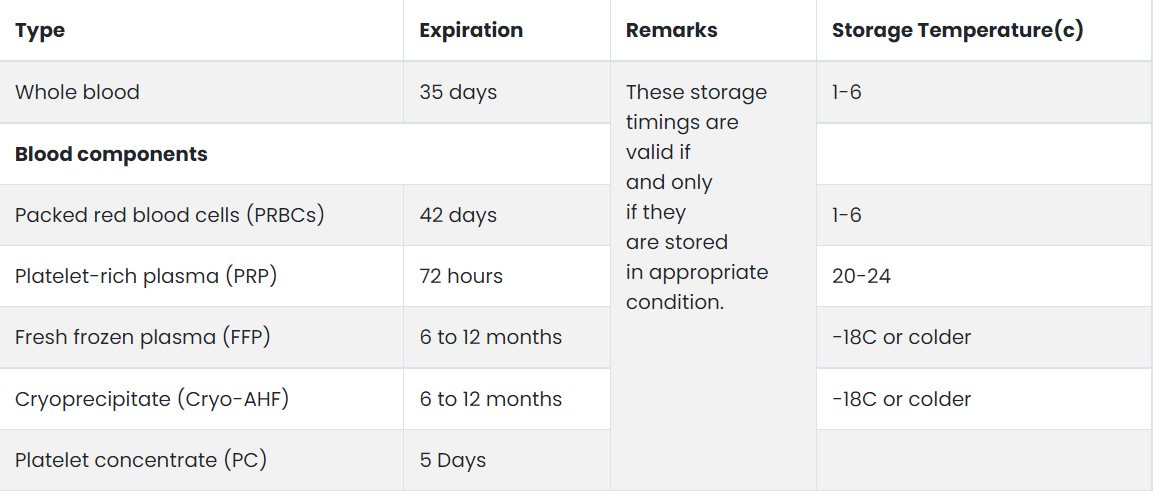 Type Expiration Remarks Storage Temperature(c)
Whole blood 35 days These storage 1-6
timings are
Blood components valid if
and only
Packed red blood cells (PRBCs) 42 days if they 1-6
are stored
Platelet-rich plasma (PRP) 72 hours in appropriate 20-24
condition.
Fresh frozen plasma (FFP) 6 to 12 months -18C or colder
Cryoprecipitate (Cryo-AHF) 6 to 12 months -18C or colder
Platelet concentrate (PC) 5 Days